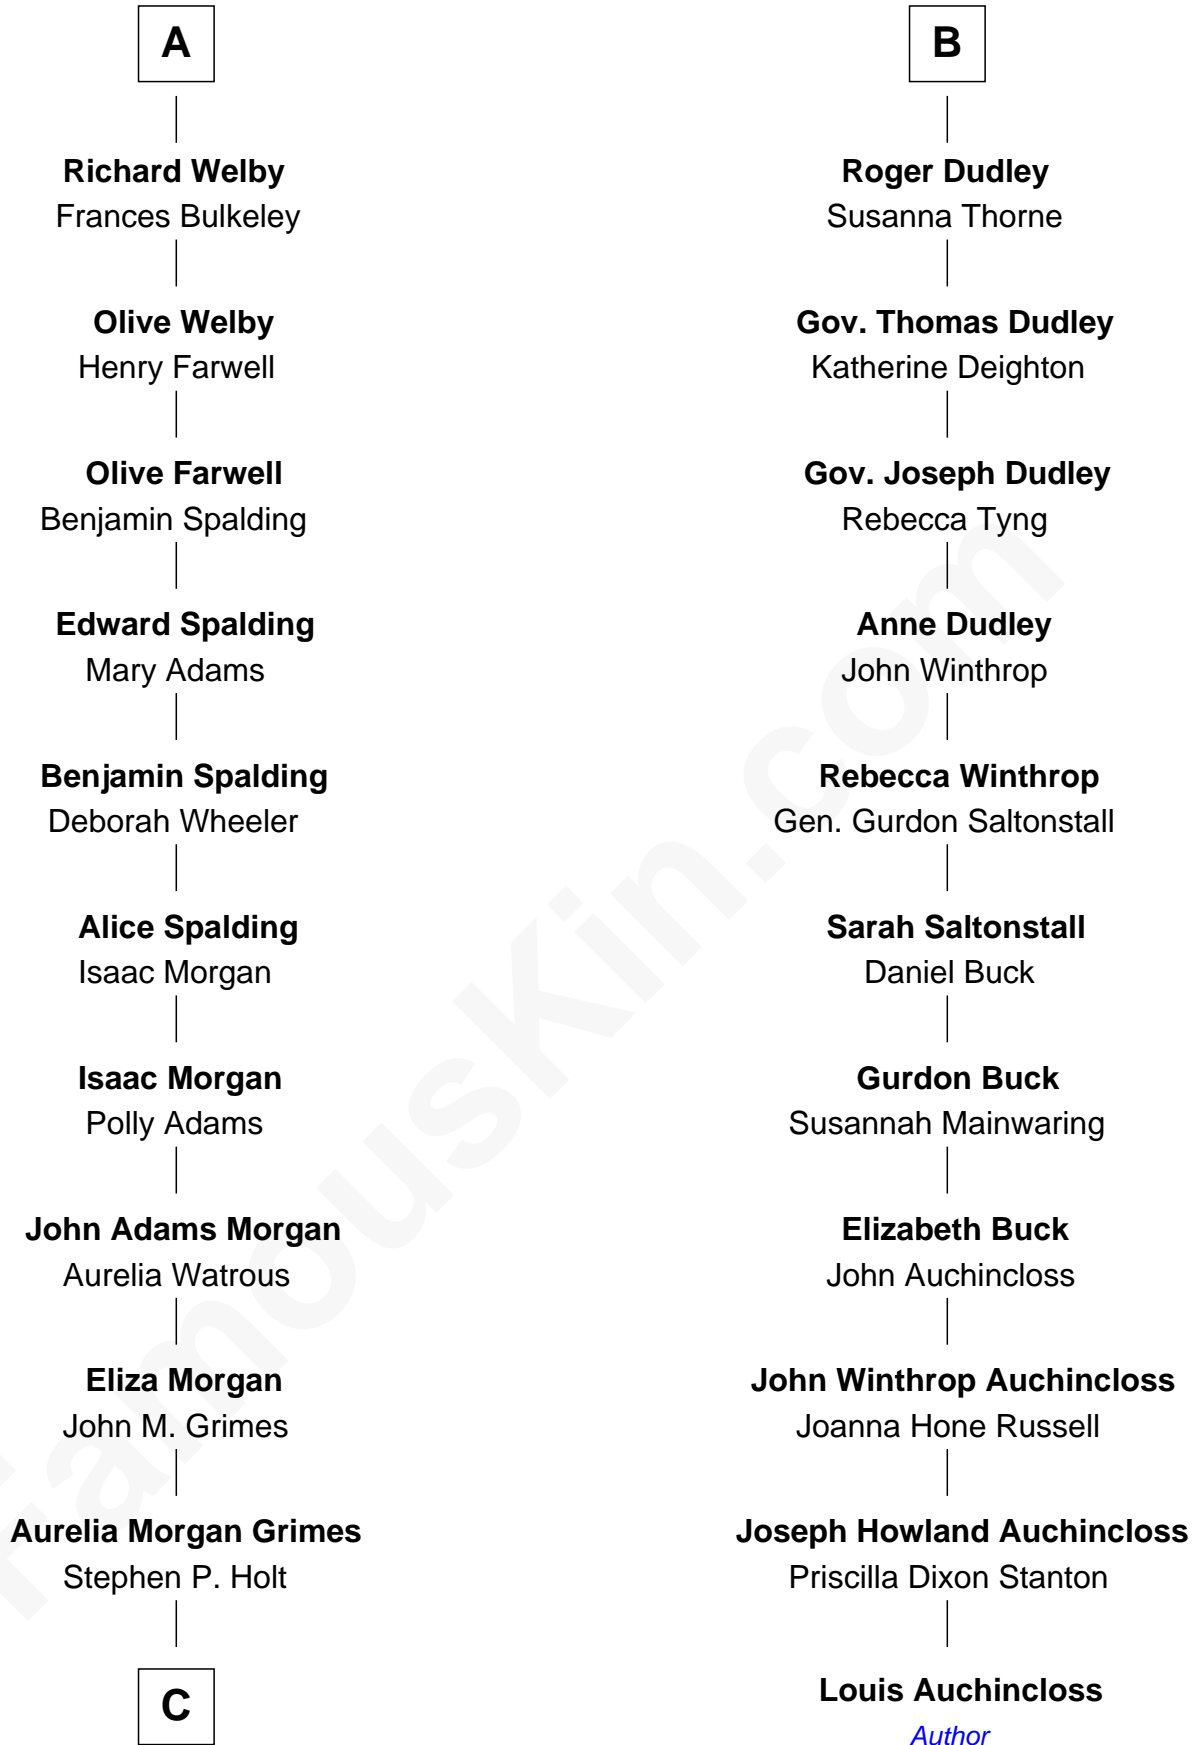 A
Richard Welby
Frances Bulkeley
Olive Welby
Henry Farwell
Olive Farwell
Benjamin Spalding
Edward Spalding
Mary Adams
Benjamin Spalding
Deborah Wheeler
Alice Spalding
Isaac Morgan
Isaac Morgan
Polly Adams
John Adams Morgan
Aurelia Watrous
Eliza Morgan
John M. Grimes
Aurelia Morgan Grimes
Stephen P. Holt
C
B
Roger Dudley
Susanna Thorne
Gov. Thomas Dudley
Katherine Deighton
Gov. Joseph Dudley
Rebecca Tyng
Anne Dudley
John Winthrop
Rebecca Winthrop
Gen. Gurdon Saltonstall
Sarah Saltonstall
Daniel Buck
Gurdon Buck
Susannah Mainwaring
Elizabeth Buck
John Auchincloss
John Winthrop Auchincloss
Joanna Hone Russell
Joseph Howland Auchincloss
Priscilla Dixon Stanton
Louis Auchincloss
Author
FamousKin.com